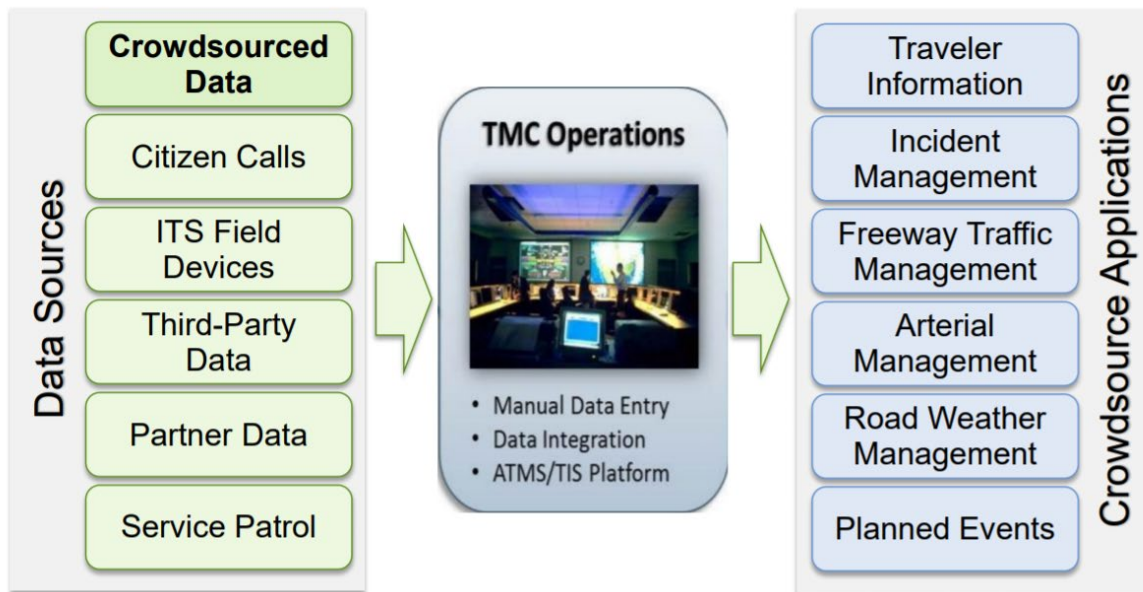 Data Sources
Crowdsourced
Data
Citizen Calls
ITS Field
Devices
Third-Party
Data
Partner Data
Service Patrol
TMC Operations
• Manual Data Entry
• Data Integration
• ATMS/TIS Platform
Traveler
Information
Incident
Management
Freeway Traffic
Management
Arterial
Management
Road Weather
Management
Planned Events
Crowdsource Applications